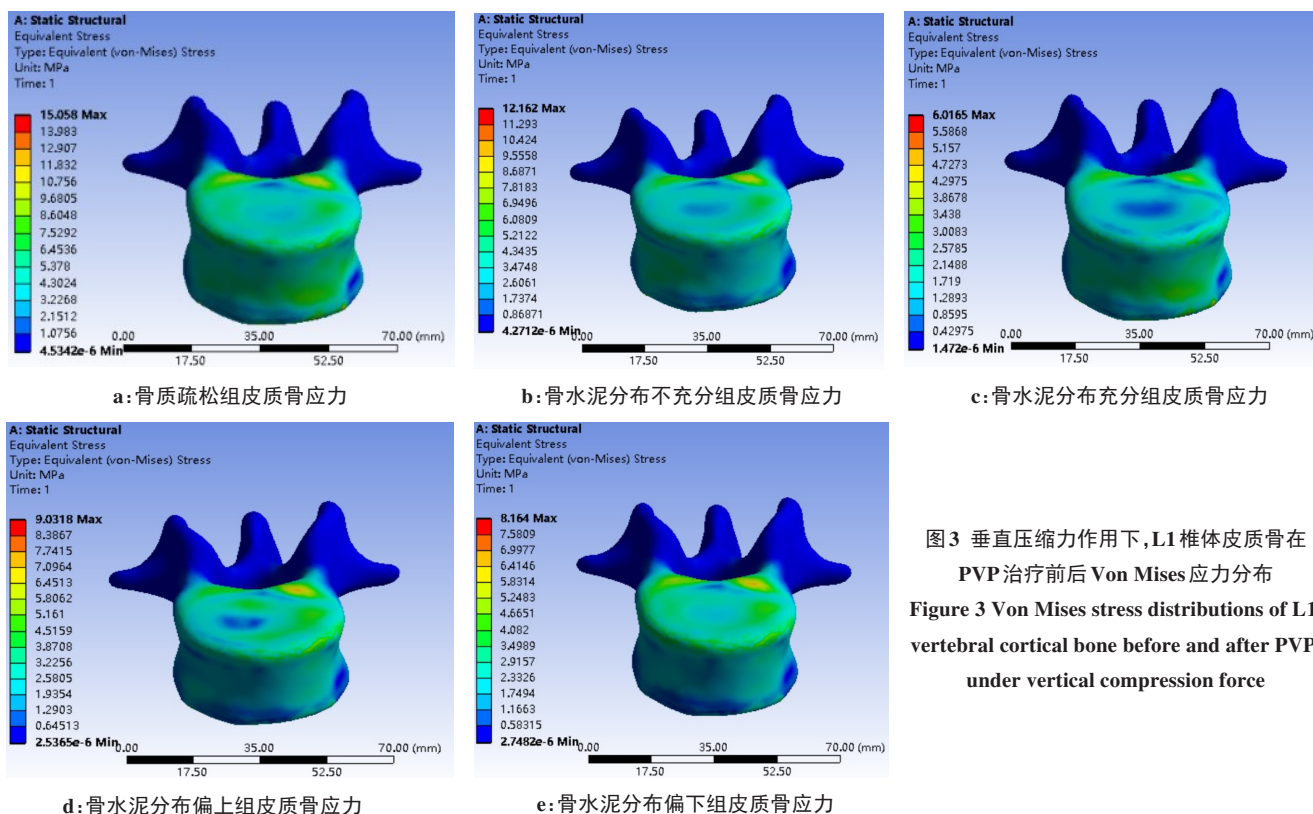 A: Static Structural
Equivalent Stress
Type: Equivalent (von-Mises) Stress
Unit: MPa
Time: 1
15.058 Max
13.983
12.907
11.832
10.756
9.6805
8.6048
7.5292
6.4536
5.378
4.3024
3.2268
2.1512
1.0756
4.5342e-6 Min
0.00
35.00
70.00 (mm)
17.50
52.50
a:骨质疏松组皮质骨应力
A: Static Structural
Equivalent Stress
Type: Equivalent (von-Mises) Stress
Unit: MPa
Time: 1
12.162 Max
11.293
10.424
9.5558
8.6871
7.8183
6.9496
6.0809
5.2122
4.3435
3.4748
2.6061
1.7374
0.86871
4.2712e-6 Min
0.00
35.00
70.00 (mm)
17.50
52.50
b:骨水泥分布不充分组皮质骨应力
A: Static Structural
Equivalent Stress
Type: Equivalent (von-Mises) Stress
Unit: MPa
Time: 1
6.0165 Max
5.5868
5.157
4.7273
4.2975
3.8678
3.438
3.0083
2.5785
2.1488
1.719
1.2893
0.8595
0.42975
1.472e-6 Min
0.00
35.00
70.00 (mm)
17.50
52.50
c:骨水泥分布充分组皮质骨应力
A: Static Structural
Equivalent Stress
Type: Equivalent (von-Mises) Stress
Unit: MPa
Time: 1
9.0318 Max
8.3867
7.7415
7.0964
6.4513
5.8062
5.161
4.5159
3.8708
3.2256
2.5805
1.9354
1.2903
0.64513
2.5365e-6 Min
0.00
35.00
70.00 (mm)
17.50
52.50
d:骨水泥分布偏上组皮质骨应力
A: Static Structural
Equivalent Stress
Type: Equivalent (von-Mises) Stress
Unit: MPa
Time: 1
8.164 Max
7.5809
6.9977
6.4146
5.8314
5.2483
4.6651
4.082
3.4989
2.9157
2.3326
1.7494
1.1663
0.58315
2.7482e-6 Min
0.00
35.00
70.00 (mm)
17.50
52.50
e:骨水泥分布偏下组皮质骨应力
图3 垂直压缩力作用下,L1椎体皮质骨在
PVP治疗前后Von Mises应力分布
Figure 3 Von Mises stress distributions of L1
vertebral cortical bone before and after PVP
under vertical compression force